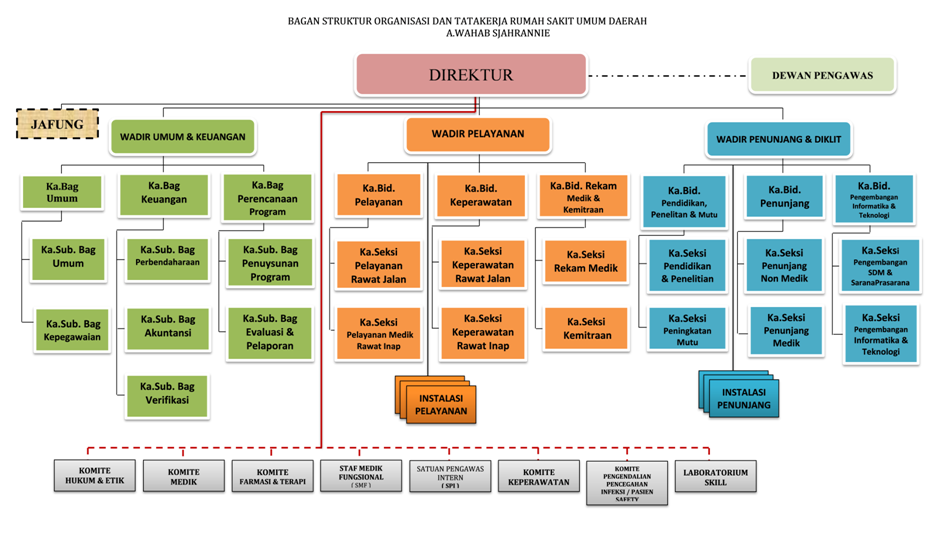 BAGAN STRUKTUR ORGANISASI DAN TATAKERJA RUMAH SAKIT UMUM DAERAH
A.WAHAB SJAHRANNIE
DIREKTUR
DEWAN PENGAWAS
JAFUNG
WADIR UMUM & KEUANGAN
WADIR PELAYANAN
WADIR PENUNJANG & DIKLIT
Ka.Bag
Umum
Ka.Bag
Keuangan
Ka.Bag
Perencanaan
Program
Ka.Bid.
Pelayanan
Ka.Bid.
Keperawatan
Ka.Bid. Rekam
Medik &
Kemitraan
Ka.Bid.
Pendidikan,
Penelitan & Mutu
Ka.Bid.
Penunjang
Ka.Bid.
Pengembangan
Informatika &
Teknologi
Ka.Sub. Bag
Umum
Ka.Sub. Bag
Perbendaharaan
Ka.Sub. Bag
Penuysunan
Program
Ka.Seksi
Pelayanan
Rawat Jalan
Ka.Seksi
Keperawatan
Rawat Jalan
Ka.Seksi
Rekam Medik
Ka.Seksi
Pendidikan
& Penelitian
Ka.Seksi
Penunjang
Non Medik
Ka.Seksi
Pengembangan
SDM &
SaranaPrasarana
Ka.Sub. Bag
Kepegawaian
Ka.Sub. Bag
Akuntansi
Ka.Sub. Bag
Evaluasi &
Pelaporan
Ka.Seksi
Pelayanan Medik
Rawat Inap
Ka.Seksi
Keperawatan
Rawat Inap
Ka.Seksi
Kemitraan
Ka.Seksi
Peningkatan
Mutu
Ka.Seksi
Penunjang
Medik
Ka.Seksi
Pengembangan
Informatika &
Teknologi
Ka.Sub. Bag
Verifikasi
INSTALASI
PELAYANAN
INSTALASI
PENUNJANG
KOMITE
HUKUM & ETIK
KOMITE
MEDIK
KOMITE
FARMASI & TERAPI
STAF MEDIK
FUNGSIONAL
( SMF )
SATUAN PENGAWAS
INTERN
( SPI )
KOMITE
KEPERAWATAN
KOMITE
PENGENDALIAN
PENCEGAHAN
INFEKSI / PASIEN
SAFETY
LABORATORIUM
SKILL